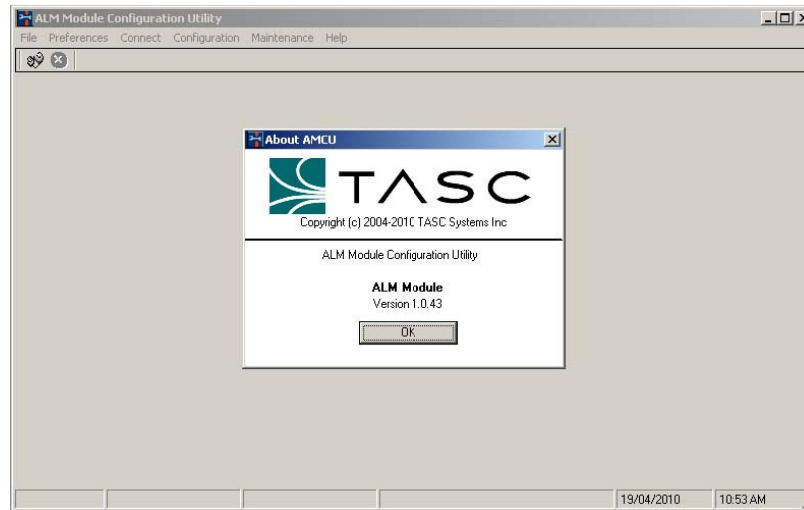 ALM Module Configuration Utility
File Preferences Connect Configuration Maintenance Help
About AMCU
TASC
Copyright (c) 2004-2010 TASC Systems Inc
ALM Module Configuration Utility
ALM Module
Version 1.0.43
OK
19/04/2010 10:53 AM